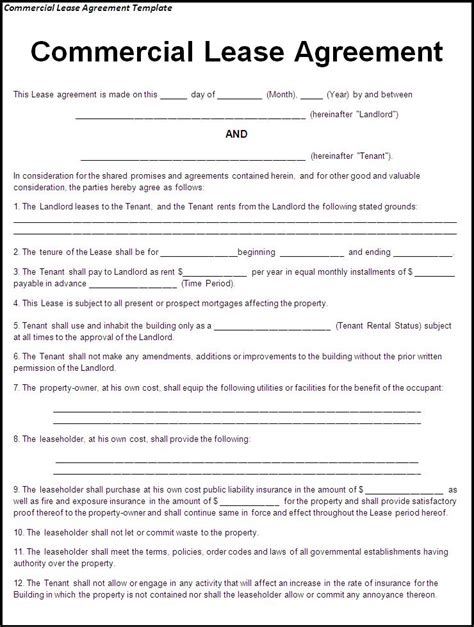 Commercial Lease Agreement Template
Commercial Lease Agreement
This Lease agreement is made on this _____ day of _________ (Month), ____ (Year) by and between
____________________________________________ (hereinafter "Landlord")
AND
____________________________________________ (hereinafter "Tenant").
In consideration for the shared promises and agreements contained herein, and for other good and valuable
consideration, the parties hereby agree as follows:
1. The Landlord leases to the Tenant, and the Tenant rents from the Landlord the following stated grounds:
2. The tenure of the Lease shall be for ______________beginning __________ and ending __________.
3. The Tenant shall pay to Landlord as rent $____________ per year in equal monthly installments of $_______
payable in advance ___________ (Time Period).
4. This Lease is subject to all present or prospect mortgages affecting the property.
5. Tenant shall use and inhabit the building only as a ______________________ (Tenant Rental Status) subject
at all times to the approval of the Landlord.
6. The Tenant shall not make any amendments, additions or improvements to the building without the prior written
permission of the Landlord.
7. The property-owner, at his own cost, shall equip the following utilities or facilities for the benefit of the occupant:
8. The leaseholder, at his own cost, shall provide the following:
9. The leaseholder shall purchase at his own cost public liability insurance in the amount of $______________ as
well as fire and exposure insurance in the amount of $____________ for the property and shall provide satisfactory
proof thereof to the property-owner and shall continue same in force and effect throughout the Lease period hereof.
10. The leaseholder shall not let or commit waste to the property.
11. The leaseholder shall meet the terms, policies, order codes and laws of all governmental establishments having
authority over the property.
12. The Tenant shall not allow or engage in any activity that will affect an increase in the rate of insurance for the
Building in which the property is not contained nor shall the leaseholder allow or commit any annoyance thereon.